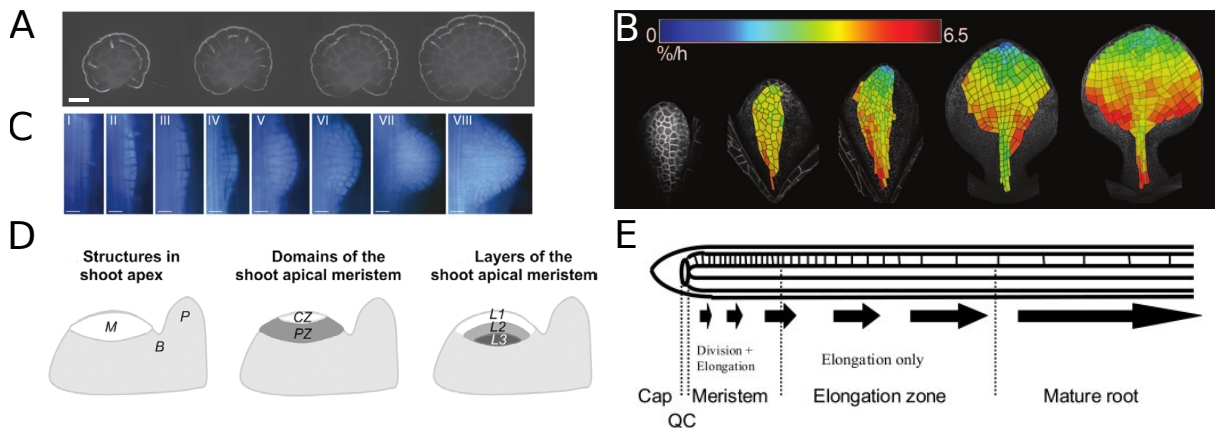 A
B
0
6.5
%/h
C
I
II
III
IV
V
VI
VII
VIII
D
Structures in
shoot apex
Domains of the
shoot apical meristem
Layers of the
shoot apical meristem
M
P
B
CZ
PZ
L1
L2
L3
E
Division +
Elongation
Elongation only
Cap
Meristem
Elongation zone
Mature root
QC